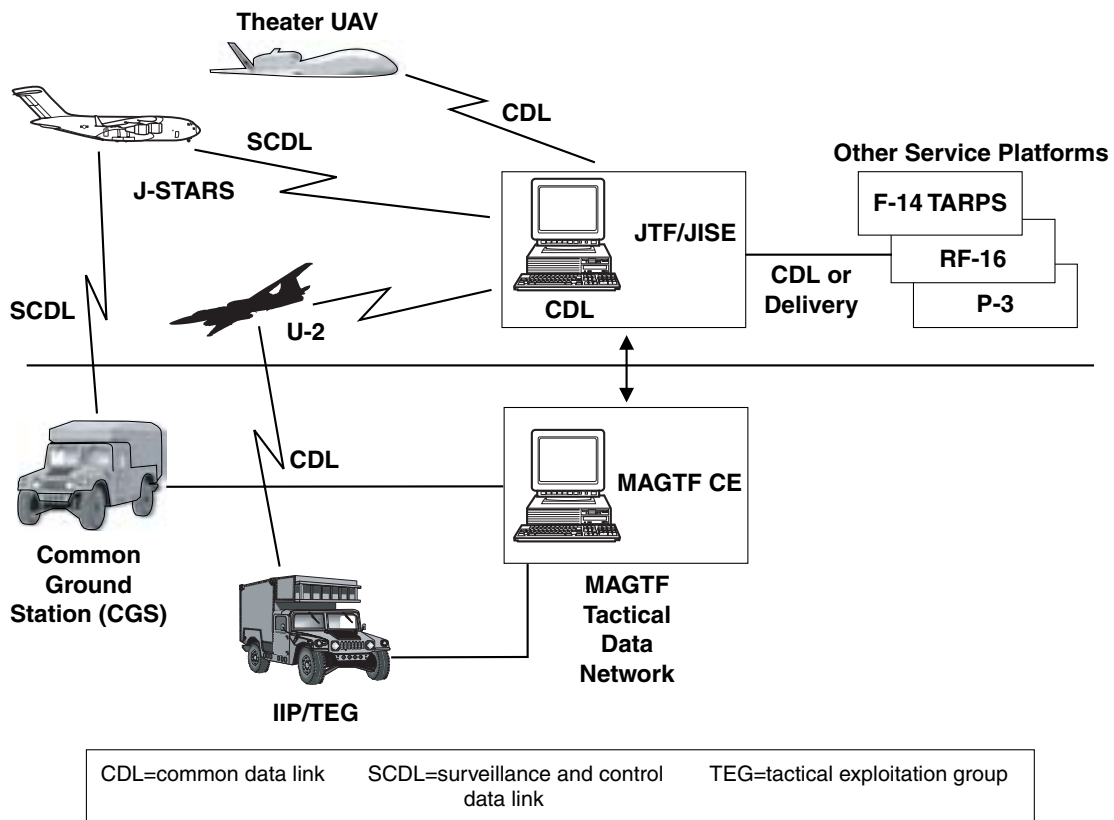 Theater UAV
CDL
SCDL
J-STARS
Other Service Platforms
F-14 TARPS
JTF/JISE
RF-16
CDL or
Delivery
P-3
SCDL
U-2
CDL
CDL
MAGTF CE
Common
Ground
Station (CGS)
MAGTF
Tactical
Data
Network
IIP/TEG
CDL=common data link
SCDL=surveillance and control
data link
TEG=tactical exploitation group